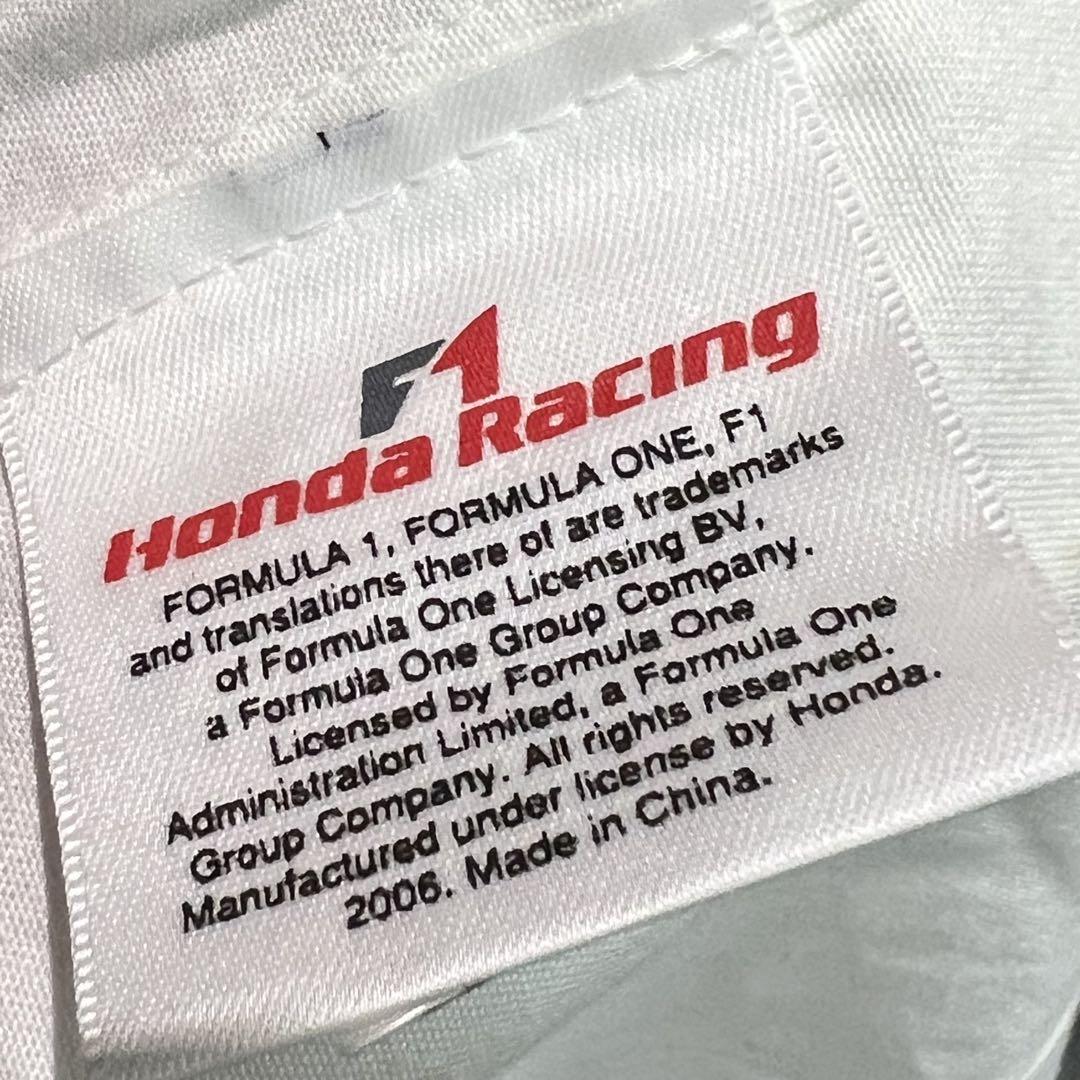 F1
Honda Racing
FORMULA 1, FORMULA ONE, F1
and translations there of are trademarks
of Formula One Licensing BV,
a Formula One Group Company.
Licensed by Formula One
Administration Limited, a Formula One
Group Company. All rights reserved.
Manufactured under license by Honda.
2006. Made in China.